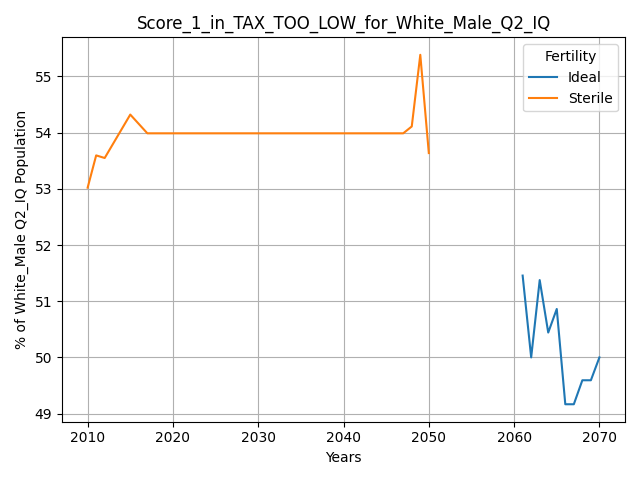 Score_1_in_TAX_TOO_LOW_for_White_Male_Q2_IQ
Fertility
Ideal
Sterile
% of White_Male Q2_IQ Population
55
54
53
52
51
50
49
2010 2020 2030 2040 2050 2060 2070
Years